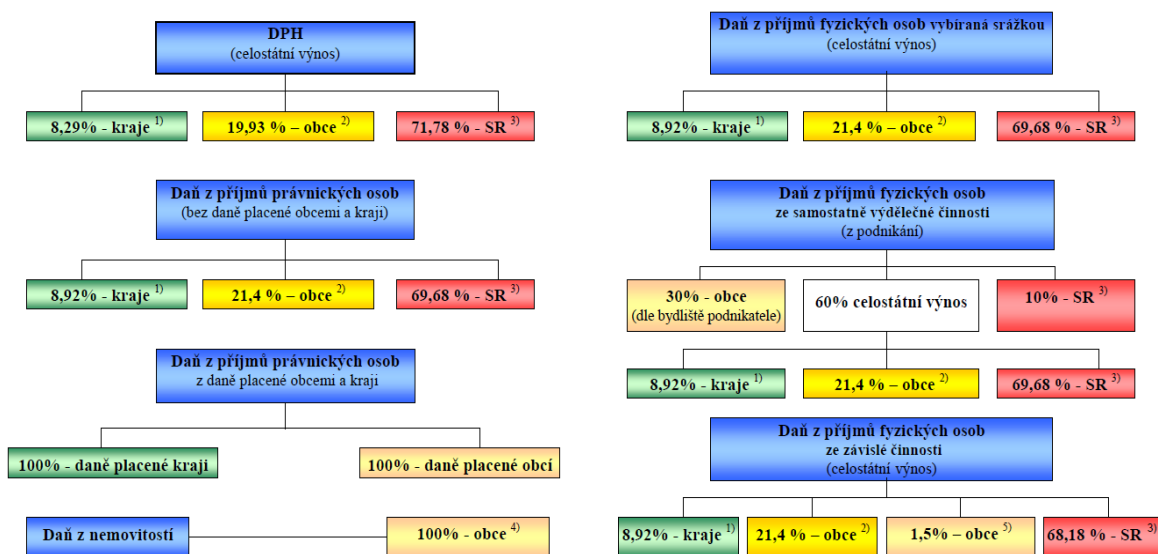 DPH
(celostátní výnos)
8,29% - kraje 1)
19,93 % – obce 2)
71,78 % - SR 3)
Daň z příjmů právnických osob
(bez daně placené obcemi a kraji)
8,92% - kraje 1)
21,4 % – obce 2)
69,68 % - SR 3)
Daň z příjmů právnických osob
z daně placené obcemi a kraji
100% - daně placené kraji
100% - daně placené obcí
Daň z nemovitostí
100% - obce 4)
Daň z příjmů fyzických osob vybíraná srážkou
(celostátní výnos)
8,92% - kraje 1)
21,4 % – obce 2)
69,68 % - SR 3)
Daň z příjmů fyzických osob
ze samostatně výdělečné činnosti
(z podnikání)
30% - obce
(dle bydliště podnikatele)
60% celostátní výnos
10% - SR 3)
8,92% - kraje 1)
21,4 % – obce 2)
69,68 % - SR 3)
Daň z příjmů fyzických osob
ze závislé činnosti
(celostátní výnos)
8,92% - kraje 1)
21,4 % – obce 2)
1,5% – obce 5)
68,18 % - SR 3)